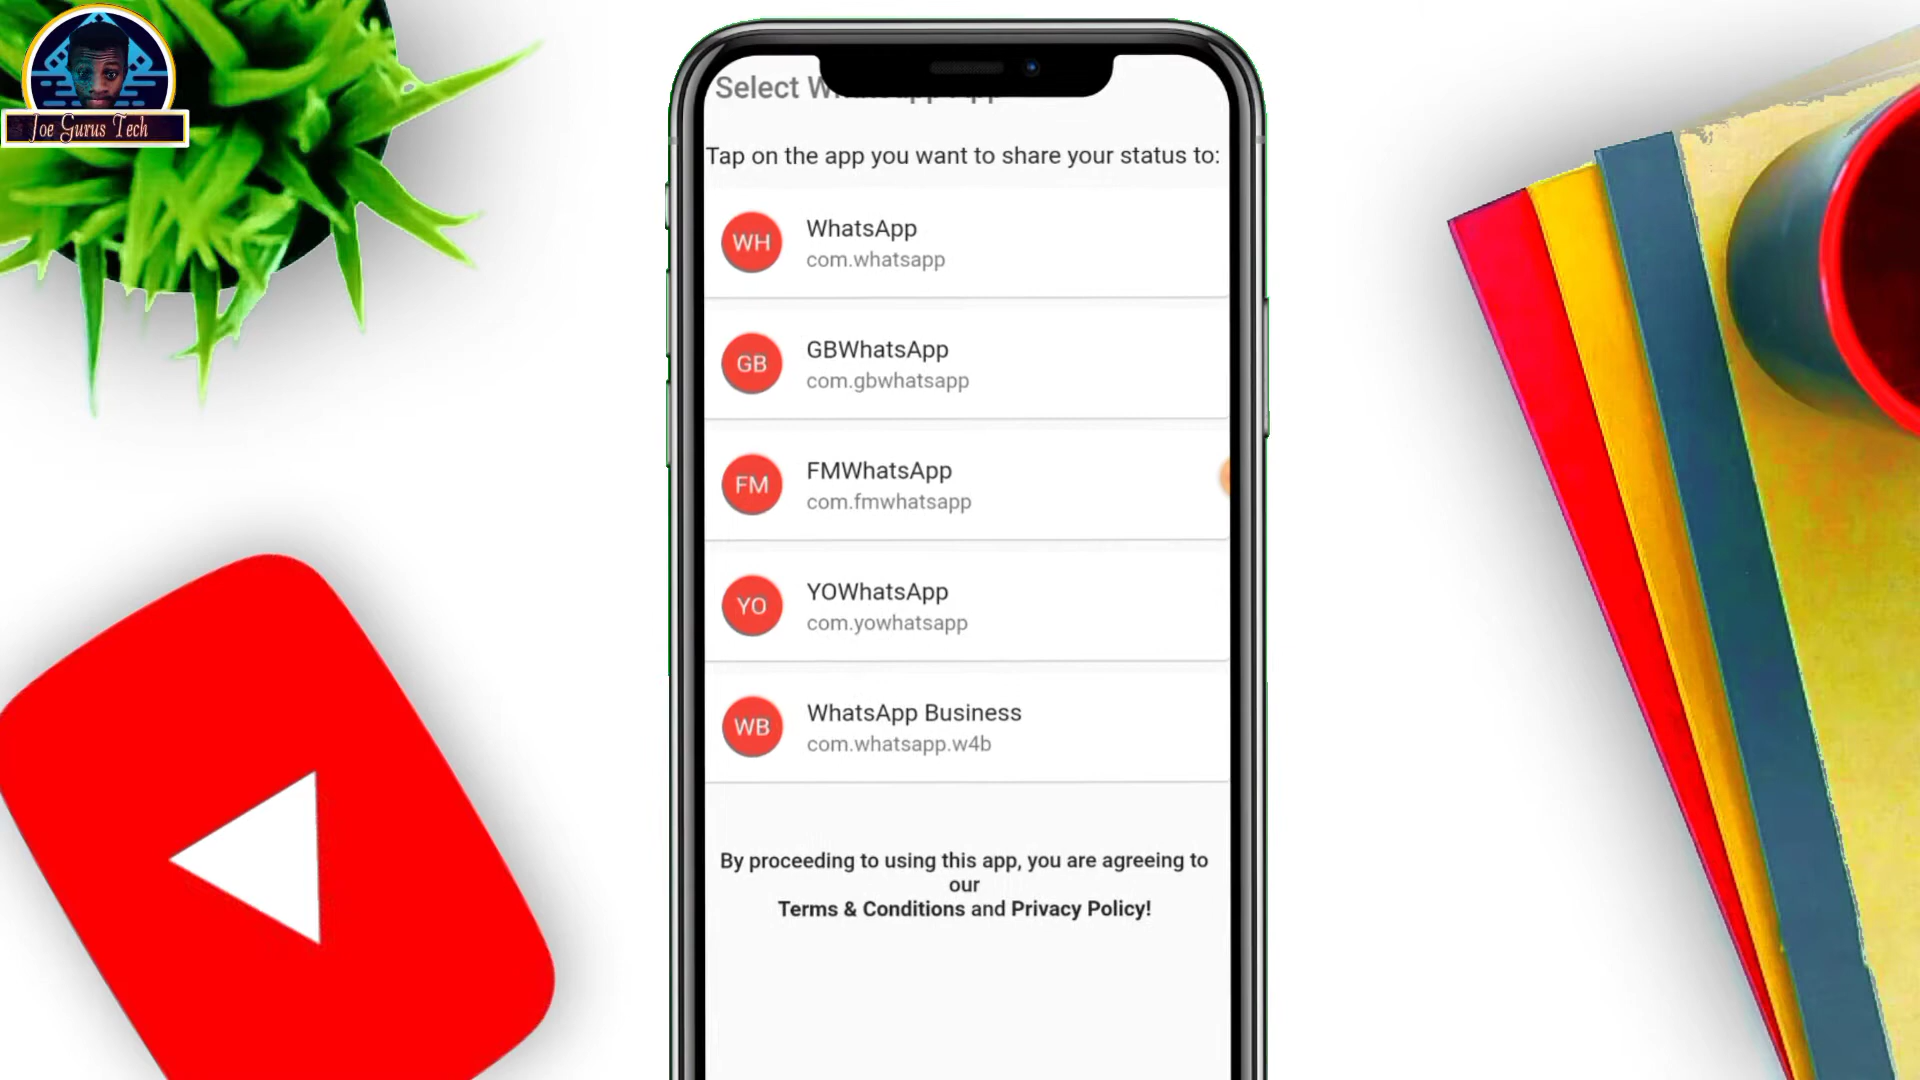 Joe Gurus Tech
Select Whatsapp App
Tap on the app you want to share your status to:
WH
WhatsApp
com.whatsapp
GB
GBWhatsApp
com.gbwhatsapp
FM
FMWhatsApp
com.fmwhatsapp
YO
YOWhatsApp
com.yowhatsapp
WB
WhatsApp Business
com.whatsapp.w4b
By proceeding to using this app, you are agreeing to
our
Terms & Conditions and Privacy Policy!